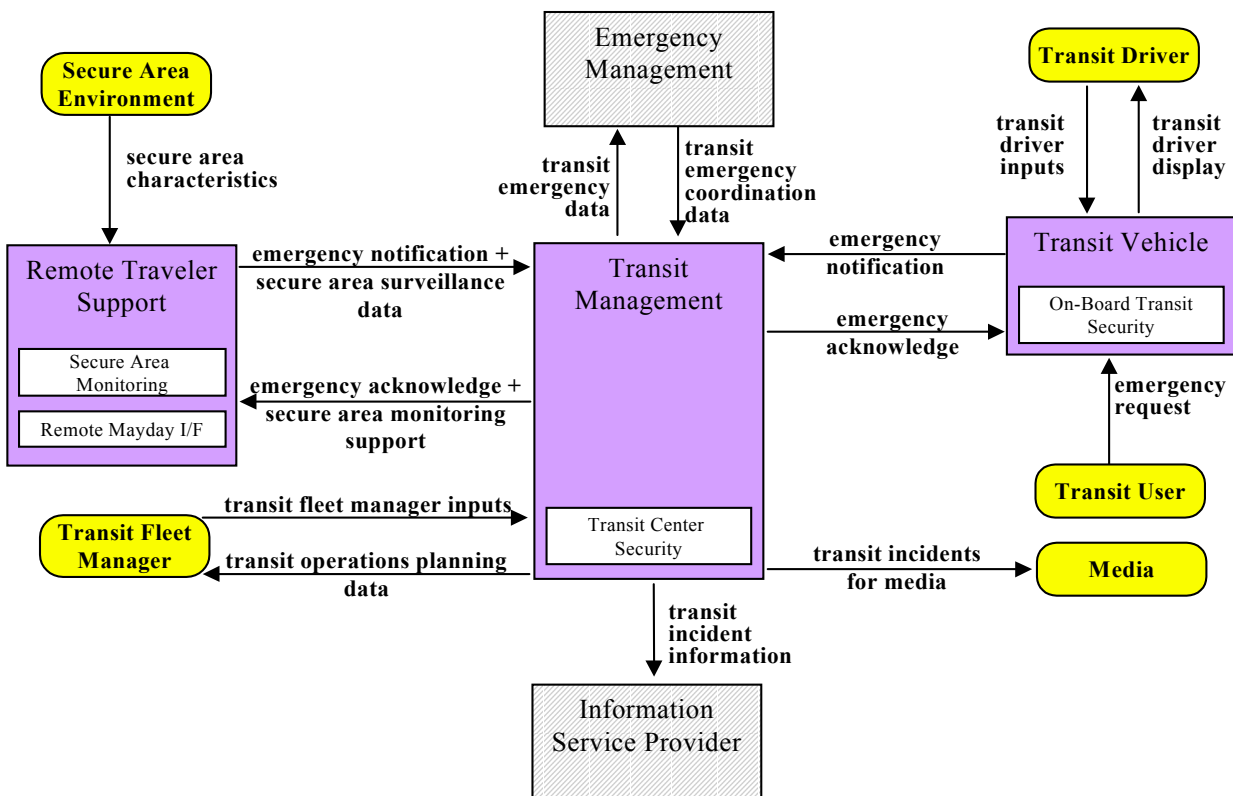 Secure Area
Environment
Emergency
Management
Transit Driver
secure area
characteristics
transit
emergency
data
transit
emergency
coordination
data
transit
driver
inputs
transit
driver
display
Remote Traveler
Support
Secure Area
Monitoring
Remote Mayday I/F
emergency notification +
secure area surveillance
data
emergency acknowledge +
secure area monitoring
support
Transit
Management
Transit Center
Security
emergency
notification
emergency
acknowledge
Transit Vehicle
On-Board Transit
Security
emergency
request
Transit User
Transit Fleet
Manager
transit fleet manager inputs
transit operations planning
data
transit incidents
for media
Media
transit
incident
information
Information
Service Provider